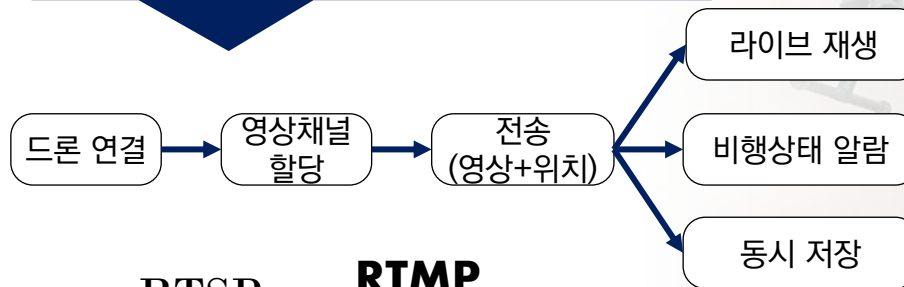 드론 연결
영상채널
할당
전송
(영상+위치)
라이브 재생
비행상태 알람
동시 저장
RTSP
RTMP